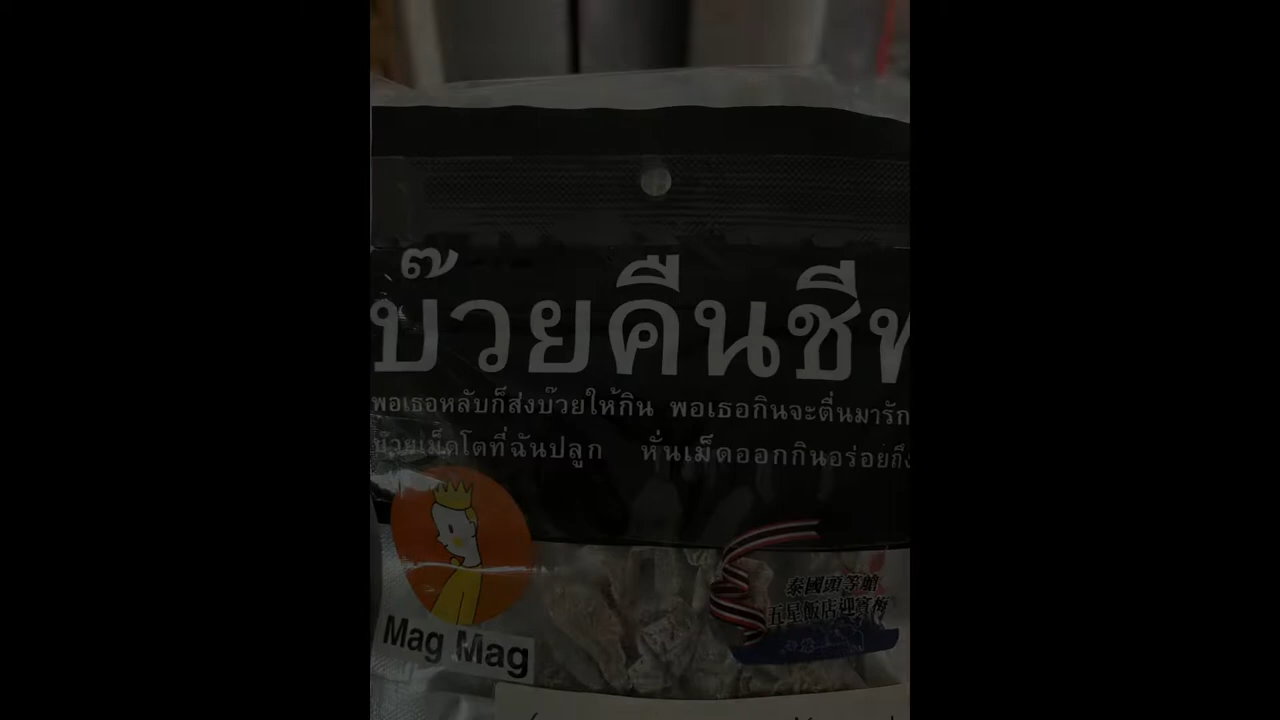 บ๊วยคืนชีพ
พอเธอหลับก็ส่งบ๊วยให้กิน พอเธอกินจะตื่นมารัก
บ๊วยเม็ดโตที่ฉันปลูก หั่นเม็ดออกกินอร่อยถึง
泰國頭等艙
五星飯店迎賓梅
Mag Mag